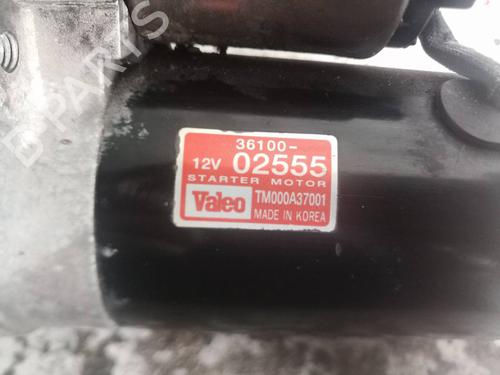 36100-
12V 02555
STARTER MOTOR
Valeo TM000A37001
MADE IN KOREA
B-PARTS